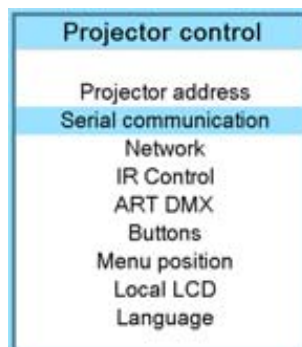 Projector control
Projector address
Serial communication
Network
IR Control
ART DMX
Buttons
Menu position
Local LCD
Language